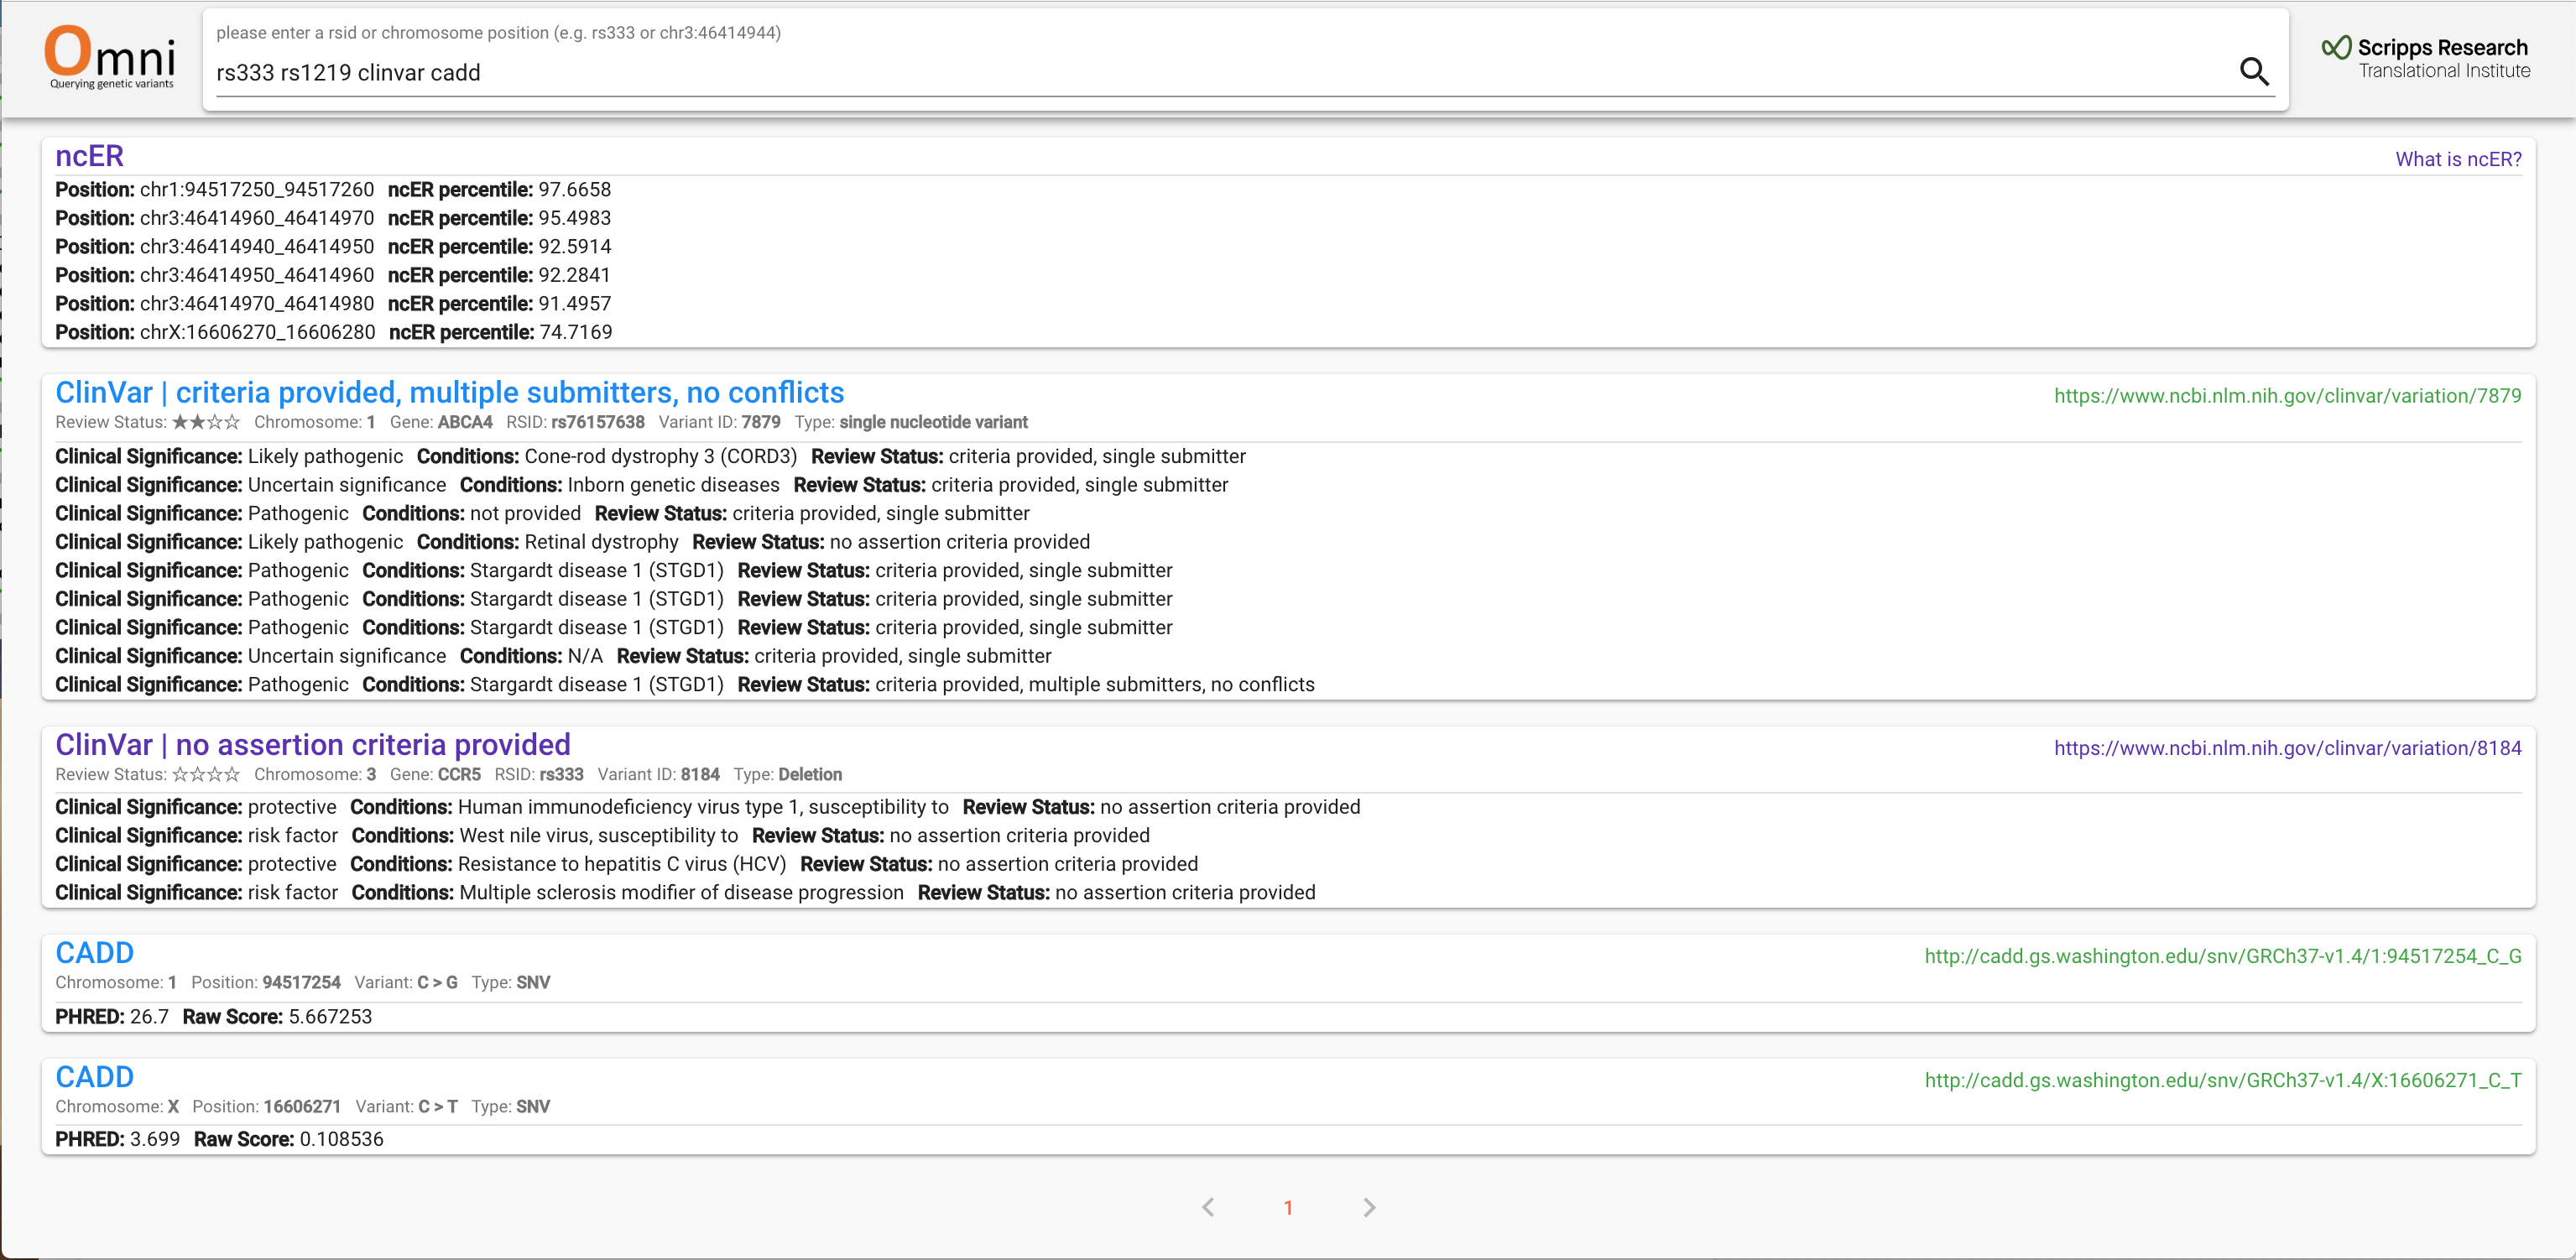 Omni
Querying genetic variants
please enter a rsid or chromosome position (e.g. rs333 or chr3:46414944)
rs333 rs1219 clinvar cadd
Scripps Research
Translational Institute
ncER What is ncER?
Position: chr1:94517250_94517260 ncER percentile: 97.6658
Position: chr3:46414960_46414970 ncER percentile: 95.4983
Position: chr3:46414940_46414950 ncER percentile: 92.5914
Position: chr3:46414950_46414960 ncER percentile: 92.2841
Position: chr3:46414970_46414980 ncER percentile: 91.4957
Position: chrX:16606270_16606280 ncER percentile: 74.7169
ClinVar | criteria provided, multiple submitters, no conflicts https://www.ncbi.nlm.nih.gov/clinvar/variation/7879
Review Status: ★★☆☆ Chromosome: 1 Gene: ABCA4 RSID: rs76157638 Variant ID: 7879 Type: single nucleotide variant
Clinical Significance: Likely pathogenic Conditions: Cone-rod dystrophy 3 (CORD3) Review Status: criteria provided, single submitter
Clinical Significance: Uncertain significance Conditions: Inborn genetic diseases Review Status: criteria provided, single submitter
Clinical Significance: Pathogenic Conditions: not provided Review Status: criteria provided, single submitter
Clinical Significance: Likely pathogenic Conditions: Retinal dystrophy Review Status: no assertion criteria provided
Clinical Significance: Pathogenic Conditions: Stargardt disease 1 (STGD1) Review Status: criteria provided, single submitter
Clinical Significance: Pathogenic Conditions: Stargardt disease 1 (STGD1) Review Status: criteria provided, single submitter
Clinical Significance: Pathogenic Conditions: Stargardt disease 1 (STGD1) Review Status: criteria provided, single submitter
Clinical Significance: Uncertain significance Conditions: N/A Review Status: criteria provided, single submitter
Clinical Significance: Pathogenic Conditions: Stargardt disease 1 (STGD1) Review Status: criteria provided, multiple submitters, no conflicts
ClinVar | no assertion criteria provided https://www.ncbi.nlm.nih.gov/clinvar/variation/8184
Review Status: ☆☆☆☆ Chromosome: 3 Gene: CCR5 RSID: rs333 Variant ID: 8184 Type: Deletion
Clinical Significance: protective Conditions: Human immunodeficiency virus type 1, susceptibility to Review Status: no assertion criteria provided
Clinical Significance: risk factor Conditions: West nile virus, susceptibility to Review Status: no assertion criteria provided
Clinical Significance: protective Conditions: Resistance to hepatitis C virus (HCV) Review Status: no assertion criteria provided
Clinical Significance: risk factor Conditions: Multiple sclerosis modifier of disease progression Review Status: no assertion criteria provided
CADD http://cadd.gs.washington.edu/snv/GRCh37-v1.4/1:94517254_C_G
Chromosome: 1 Position: 94517254 Variant: C > G Type: SNV
PHRED: 26.7 Raw Score: 5.667253
CADD http://cadd.gs.washington.edu/snv/GRCh37-v1.4/X:16606271_C_T
Chromosome: X Position: 16606271 Variant: C > T Type: SNV
PHRED: 3.699 Raw Score: 0.108536
1